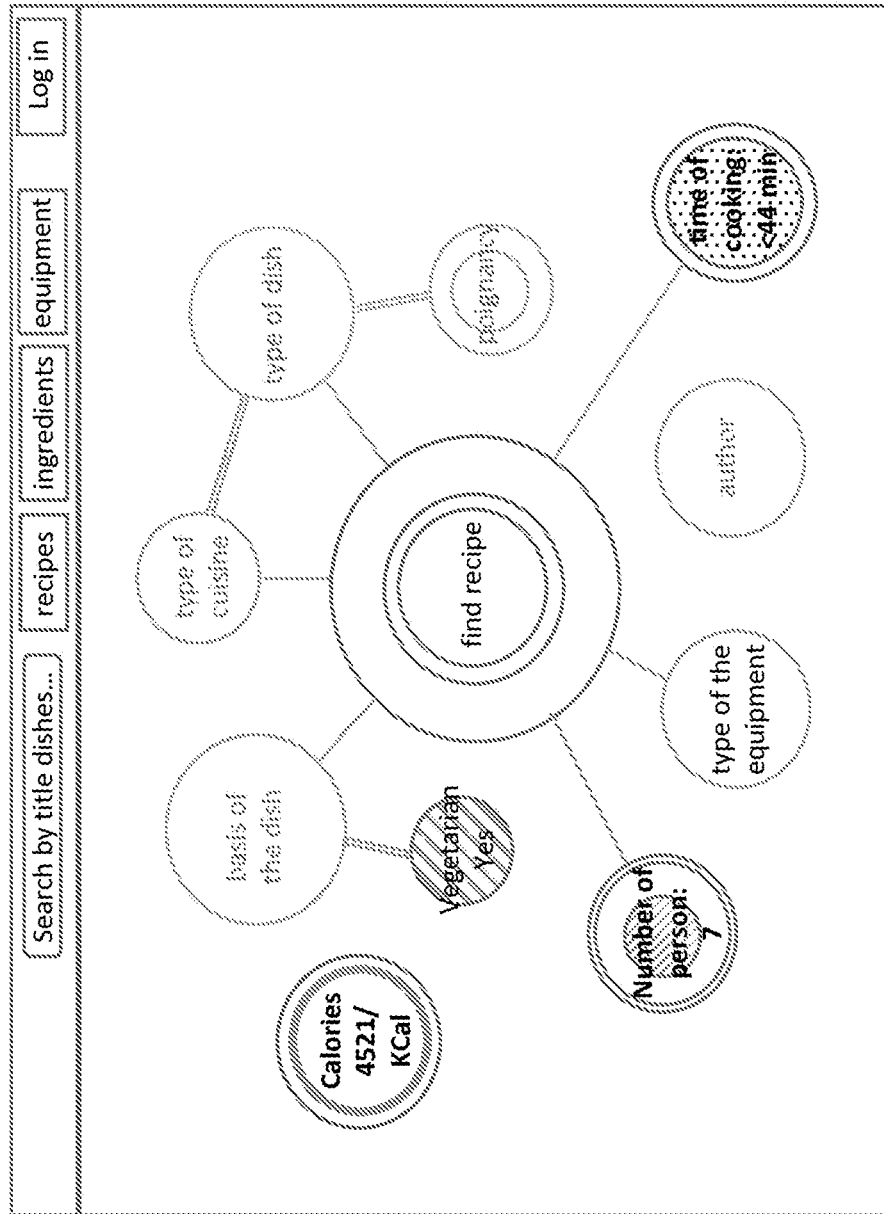 Search by title dishes...
recipes
ingredients
equipment
Log in
Calories
4521/
KCal
basis of
the dish
type of
cuisine
type of dish
Vegetarian
Yes
poignancy
find recipe
Number of
person:
7
type of the
equipment
auther
time of
cooking:
<44 min